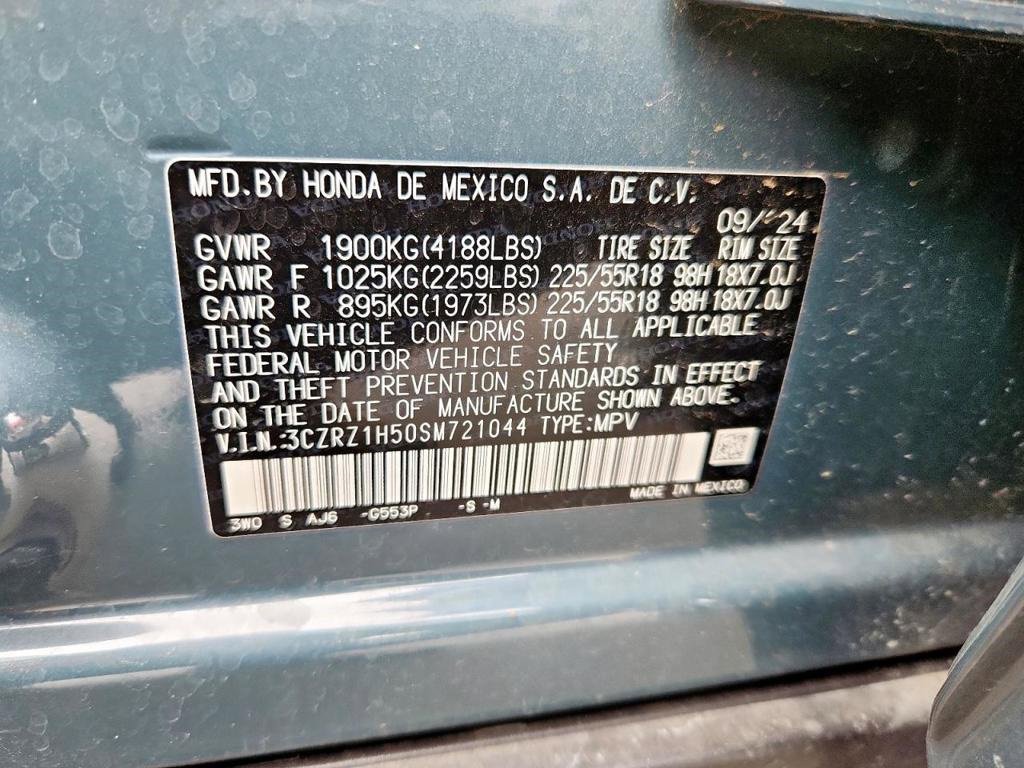 MFD.BY HONDA DE MEXICO S.A. DE C.V.
09/'24
GVWR 1900KG(4188LBS) TIRE SIZE RIM SIZE
GAWR F 1025KG(2259LBS) 225/55R18 98H 18X7.0J
GAWR R 895KG(1973LBS) 225/55R18 98H 18X7.0J
THIS VEHICLE CONFORMS TO ALL APPLICABLE
FEDERAL MOTOR VEHICLE SAFETY
AND THEFT PREVENTION STANDARDS IN EFFECT
ON THE DATE OF MANUFACTURE SHOWN ABOVE.
V.I.N.:3CZRZ1H50SM721044 TYPE:MPV
MADE IN MEXICO
3W0 S AJ6 -G553P -S -M